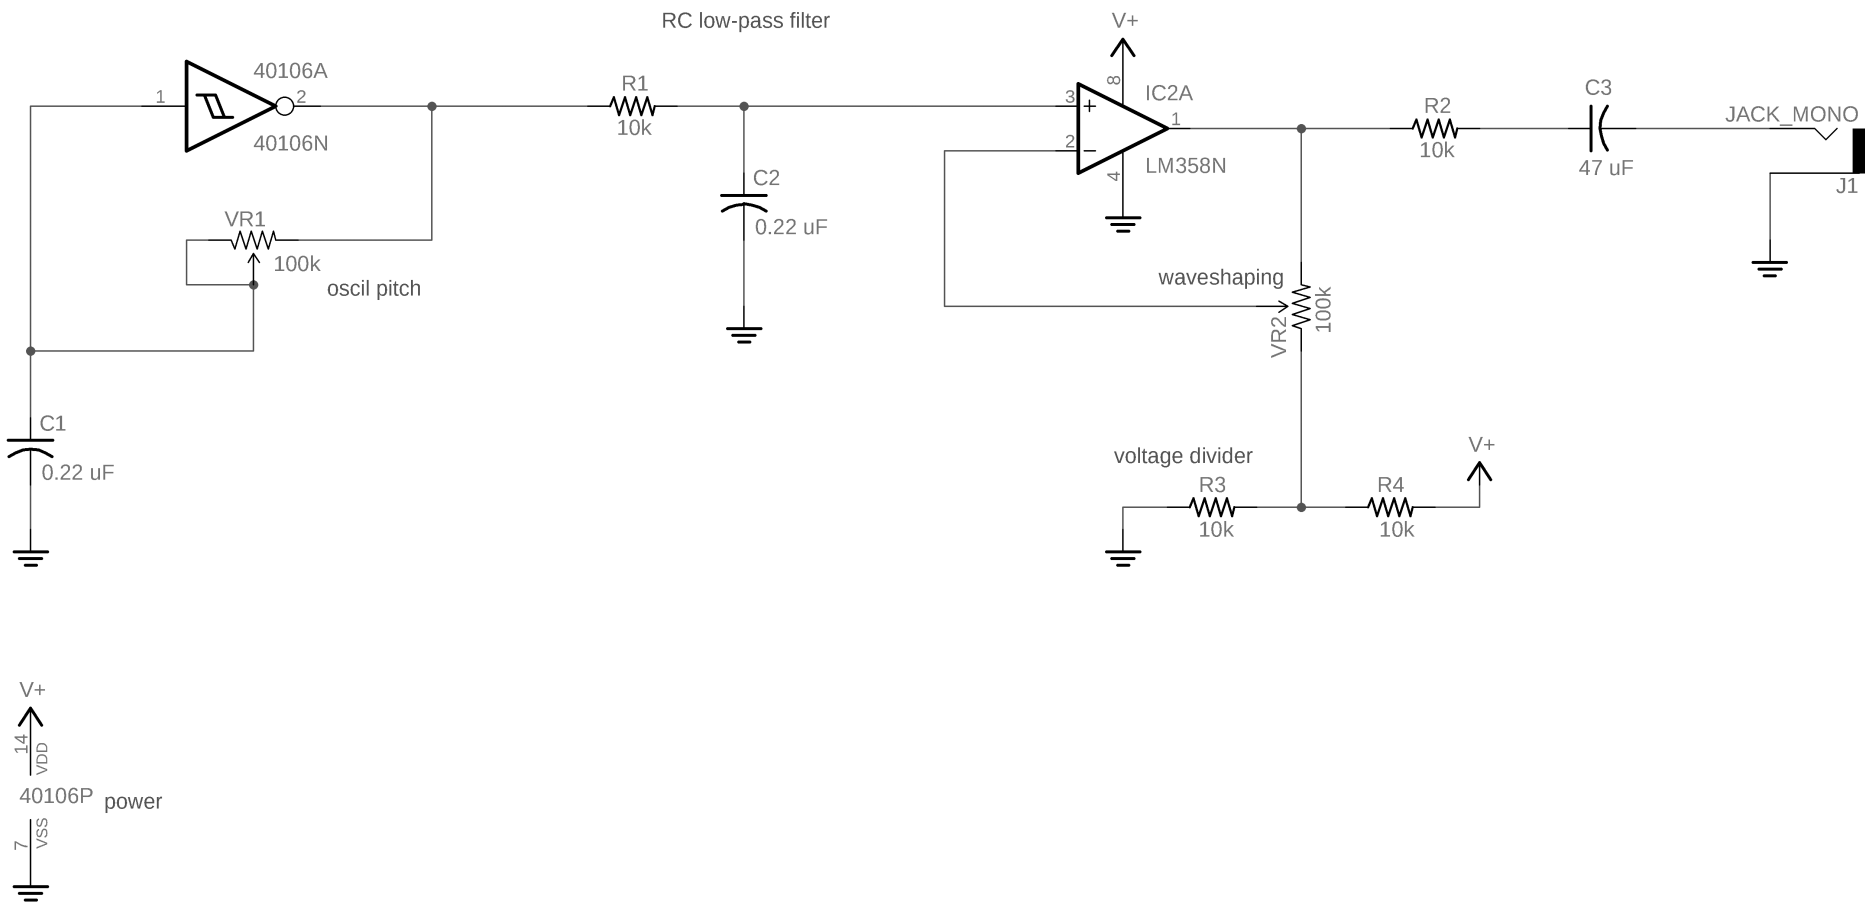 RC low-pass filter
V+
40106A
1
2
40106N
R1
10k
8
3
IC2A
1
2
LM358N
4
R2
10k
C3
47 uF
JACK_MONO
J1
C2
0.22 uF
VR1
100k
oscil pitch
waveshaping
VR2
100k
C1
0.22 uF
voltage divider
R3
10k
R4
10k
V+
V+
14
VDD
40106P
power
7
VSS